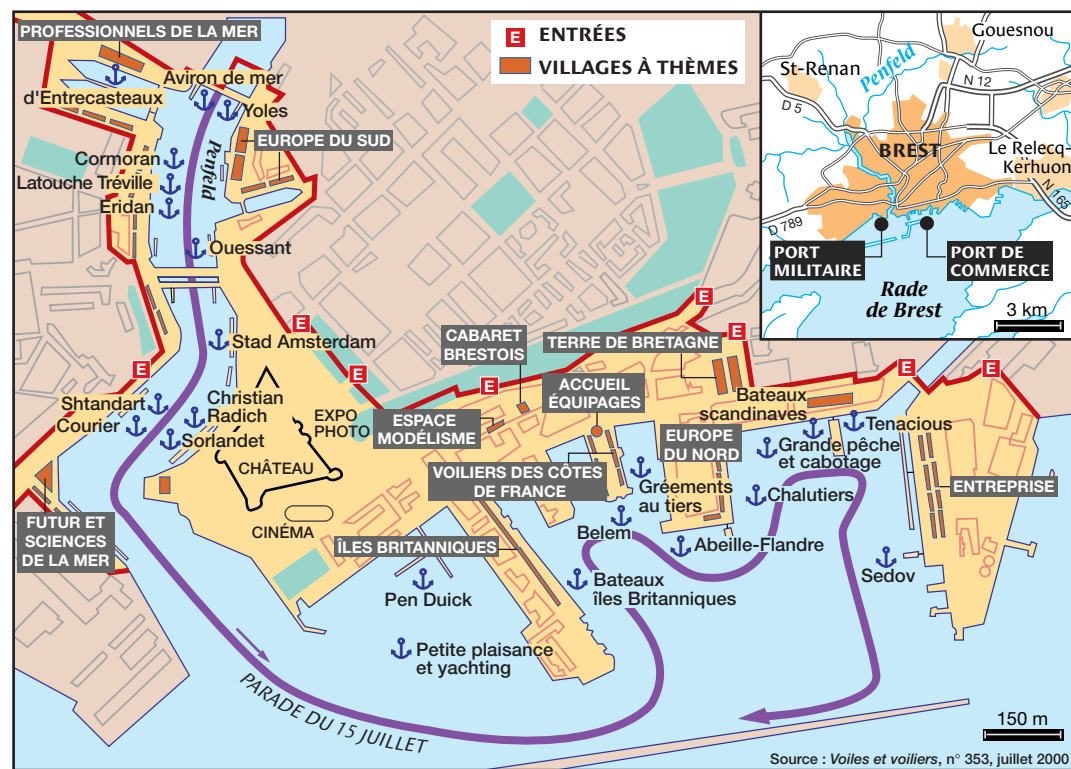 PROFESSIONNELS DE LA MER
E ENTRÉES
VILLAGES À THÈMES
Gouesnou
St-Renan
Penfeld
N 12
D 5
BREST
Le Relecq-
Kerhuon
N 165
D 789
PORT
MILITAIRE
PORT DE
COMMERCE
Rade
de Brest
3 km
Aviron de mer
d'Entrecasteaux
Yoles
EUROPE DU SUD
Penfeld
Cormoran
Latouche Tréville
Eridan
Ouessant
E
E
E
E
E
E
E
E
Stad Amsterdam
CABARET
BRESTOIS
TERRE DE BRETAGNE
Shtandart
Courier
Christian
Radich
Sorlandet
EXPO
PHOTO
ESPACE
MODÉLISME
ACCUEIL
ÉQUIPAGES
Bateaux
scandinaves
Tenacious
EUROPE
DU NORD
Grande pêche
et cabotage
CHÂTEAU
VOILIERS DES CÔTES
DE FRANCE
Gréements
au tiers
Chalutiers
ENTREPRISE
FUTUR ET
SCIENCES
DE LA MER
CINÉMA
ÎLES BRITANNIQUES
Belem
Abeille-Flandre
Sedov
Pen Duick
Bateaux
îles Britanniques
Petite plaisance
et yachting
PARADE DU 15 JUILLET
150 m
Source : Voiles et voiliers, n° 353, juillet 2000